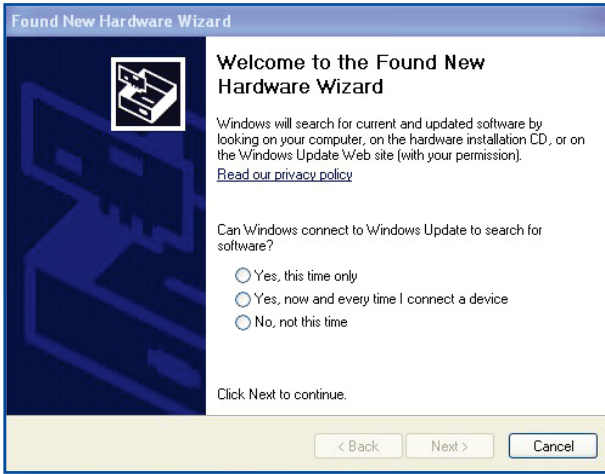 Found New Hardware Wizard
Welcome to the Found New
Hardware Wizard
Windows will search for current and updated software by
looking on your computer, on the hardware installation CD, or on
the Windows Update Web site (with your permission).
Read our privacy policy
Can Windows connect to Windows Update to search for
software?
Yes, this time only
Yes, now and every time I connect a device
No, not this time
Click Next to continue.
< Back Next > Cancel